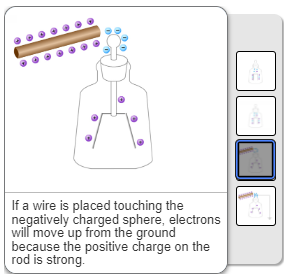 If a wire is placed touching the
negatively charged sphere, electrons
will move up from the ground
because the positive charge on the
rod is strong.